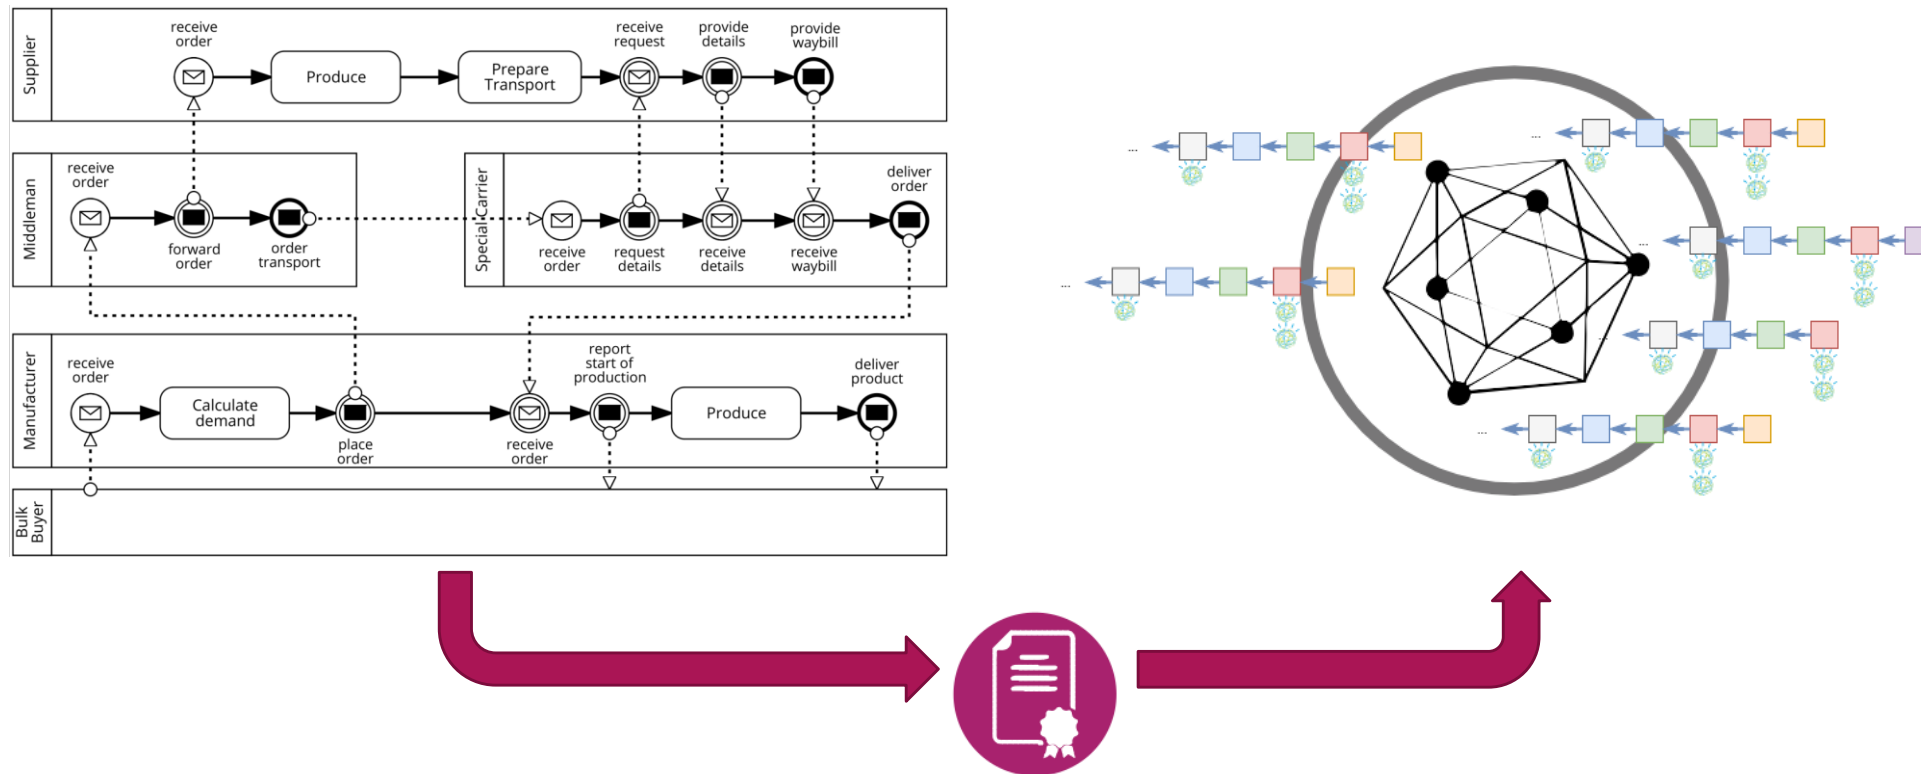 Supplier
receive
order
Produce
Prepare
Transport
receive
request
provide
details
provide
waybill
Middleman
receive
order
forward
order
order
transport
Special Carrier
receive
order
request
details
receive
details
receive
waybill
deliver
order
Manufacturer
receive
order
Calculate
demand
place
order
receive
order
report
start of
production
Produce
deliver
product
Bulk
Buyer
...
...
...
...
...
...